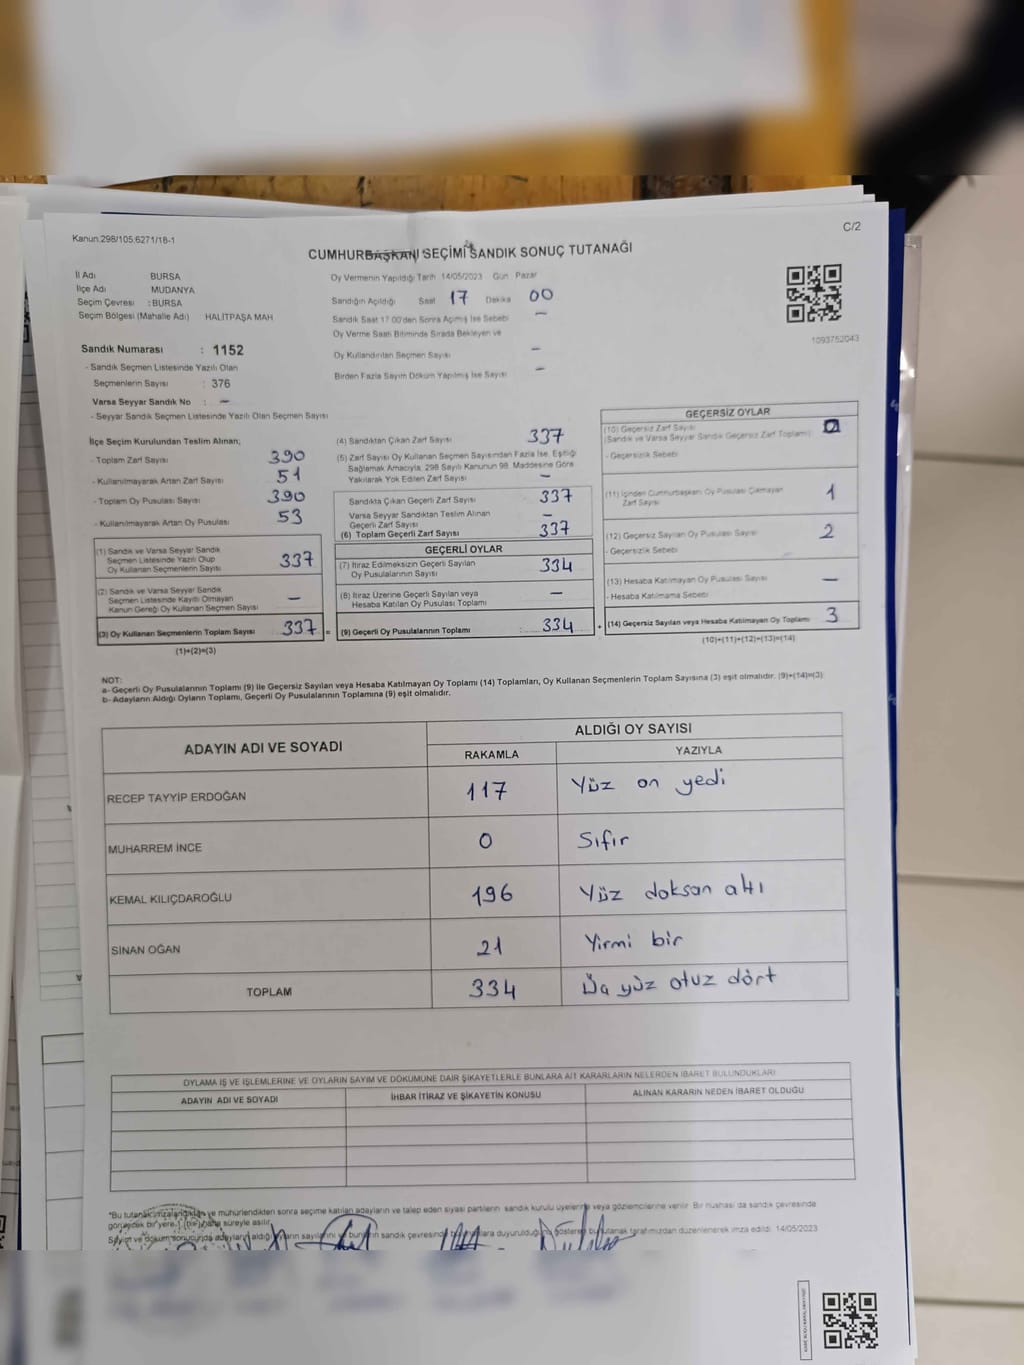 Kanun.298/105,6271/16-1
C/2
CUMHURBAŞKANI SEÇİMİ SANDIK SONUÇ TUTANAĞI
İl Adı BURSA
İlçe Adı MUDANYA
Seçim Çevresi : BURSA
Seçim Bölgesi (Mahalle Adı) HALİTPAŞA MAH
Oy Vermenin Yapıldığı Tarih 14/05/2023 Gün Pazar
Sandığın Açıldığı Saat 17 Dakika 00
Sandık Saat 17.00'den Sonra Açılmış İse Sebebi —
Oy Verme Saati Bitiminde Sırada Bekleyen ve
Oy Kullandırılan Seçmen Sayısı —
Birden Fazla Sayım Döküm Yapılmış İse Sayısı —
1093752043
Sandık Numarası : 1152
- Sandık Seçmen Listesinde Yazılı Olan
Seçmenlerin Sayısı : 376
Varsa Seyyar Sandık No : —
- Seyyar Sandık Seçmen Listesinde Yazılı Olan Seçmen Sayısı
İlçe Seçim Kurulundan Teslim Alınan;
- Toplam Zarf Sayısı 390
- Kullanılmayarak Artan Zarf Sayısı 51
- Toplam Oy Pusulası Sayısı 390
- Kullanılmayarak Artan Oy Pusulası 53
(1) Sandık ve Varsa Seyyar Sandık
Seçmen Listesinde Yazılı Olup
Oy Kullanan Seçmenlerin Sayısı 337
(2) Sandık ve Varsa Seyyar Sandık
Seçmen Listesinde Kayıtlı Olmayan
Kanun Gereği Oy Kullanan Seçmen Sayısı —
(3) Oy Kullanan Seçmenlerin Toplam Sayısı 337 =
(1)+(2)=(3)
(4) Sandıktan Çıkan Zarf Sayısı 337
(5) Zarf Sayısı Oy Kullanan Seçmen Sayısından Fazla İse, Eşitliği
Sağlamak Amacıyla, 298 Sayılı Kanunun 98. Maddesine Göre
Yakılarak Yok Edilen Zarf Sayısı —
Sandıkta Çıkan Geçerli Zarf Sayısı 337
Varsa Seyyar Sandıktan Teslim Alınan
Geçerli Zarf Sayısı —
(6) Toplam Geçerli Zarf Sayısı 337
GEÇERLİ OYLAR
(7) İtiraz Edilmeksizin Geçerli Sayılan
Oy Pusulalarının Sayısı 334
(8) İtiraz Üzerine Geçerli Sayılan veya
Hesaba Katılan Oy Pusulası Toplamı —
(9) Geçerli Oy Pusulalarının Toplamı : 334 +
GEÇERSİZ OYLAR
(10) Geçersiz Zarf Sayısı
(Sandık ve Varsa Seyyar Sandık Geçersiz Zarf Toplamı)
- Geçersizlik Sebebi
(11) İçinden Cumhurbaşkanı Oy Pusulası Çıkmayan
Zarf Sayısı 1
(12) Geçersiz Sayılan Oy Pusulası Sayısı 2
- Geçersizlik Sebebi
(13) Hesaba Katılmayan Oy Pusulası Sayısı —
- Hesaba Katılmama Sebebi
(14) Geçersiz Sayılan veya Hesaba Katılmayan Oy Toplamı 3
(10)+(11)+(12)+(13)=(14)
NOT:
a- Geçerli Oy Pusulalarının Toplamı (9) ile Geçersiz Sayılan veya Hesaba Katılmayan Oy Toplamı (14) Toplamları, Oy Kullanan Seçmenlerin Toplam Sayısına (3) eşit olmalıdır. (9)+(14)=(3)
b- Adayların Aldığı Oyların Toplamı, Geçerli Oy Pusulalarının Toplamına (9) eşit olmalıdır.
ADAYIN ADI VE SOYADI
ALDIĞI OY SAYISI
RAKAMLA YAZIYLA
RECEP TAYYİP ERDOĞAN 117 Yüz on yedi
MUHARREM İNCE 0 Sıfır
KEMAL KILIÇDAROĞLU 196 Yüz doksan altı
SİNAN OĞAN 21 Yirmi bir
TOPLAM 334 Üç yüz otuz dört
OYLAMA İŞ VE İŞLEMLERİNE VE OYLARIN SAYIM VE DÖKÜMÜNE DAİR ŞİKAYETLERLE BUNLARA AİT KARARLARIN NELERDEN İBARET BULUNDUKLARI
ADAYIN ADI VE SOYADI İHBAR İTİRAZ VE ŞİKAYETİN KONUSU ALINAN KARARIN NEDEN İBARET OLDUĞU
*Bu tutanak imzalandıktan ve mühürlendikten sonra seçime katılan adayların ve talep eden siyasi partilerin sandık kurulu üyelerine veya gözlemcilerine verilir. Bir nüshası da sandık çevresinde
görülecek bir yere 1 (bir) hafta süreyle asılır.
Sayım ve döküm sonucunda adayların aldığı oyların sayılarını ve bunların sandık çevresinde duyurulduğunu gösteren bu tutanak tarafımızdan düzenlenerek imza edildi. 14/05/2023